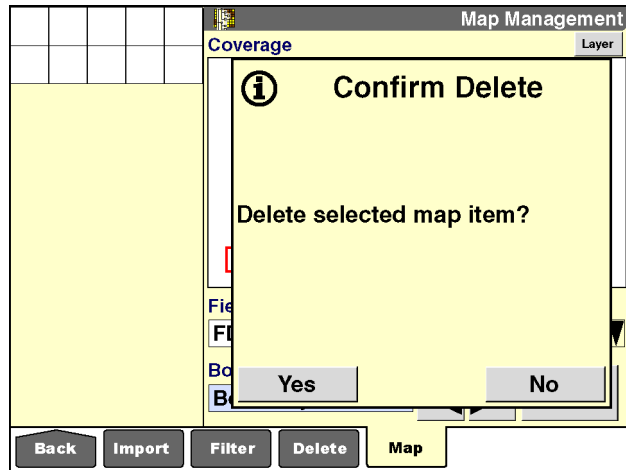 Map Management
Coverage
Layer
Confirm Delete
Delete selected map item?
Yes
No
Back
Import
Filter
Delete
Map